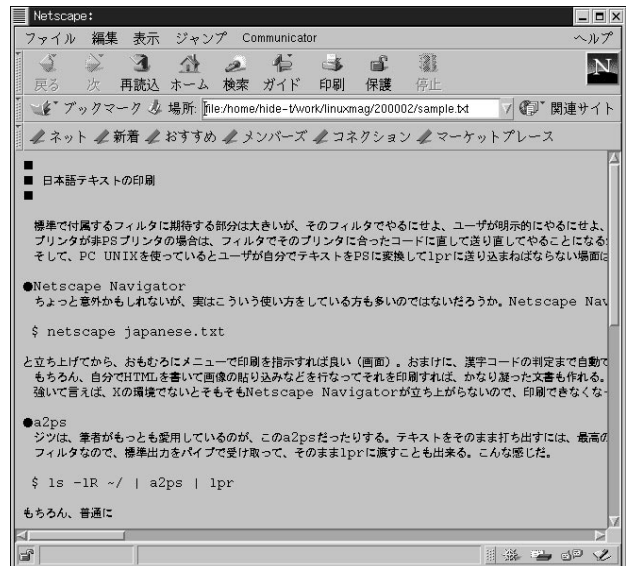 Netscape:
ファイル 編集 表示 ジャンプ Communicator ヘルプ
戻る 次 再読込 ホーム 検索 ガイド 印刷 保護 停止
N
ブックマーク 場所: file:/home/hide-t/work/linuxmag/200002/sample.txt 関連サイト
ネット 新着 おすすめ メンバーズ コネクション マーケットプレース
■
■ 日本語テキストの印刷
■
標準で付属するフィルタに期待する部分は大きいが、そのフィルタでやるにせよ、ユーザが明示的にやるにせよ、
プリンタが非PSプリンタの場合は、フィルタでそのプリンタに合ったコードに直して送り直してやることになる
そして、PC UNIXを使っているとユーザが自分でテキストをPSに変換してlprに送り込まねばならない場面に
●Netscape Navigator
ちょっと意外かもしれないが、実はこういう使い方をしている方も多いのではないだろうか。Netscape Nav
$ netscape japanese.txt
と立ち上げてから、おもむろにメニューで印刷を指示すれば良い（画面）。おまけに、漢字コードの判定まで自動で
もちろん、自分でHTMLを書いて画像の貼り込みなどを行なってそれを印刷すれば、かなり凝った文書も作れる。
強いて言えば、Xの環境でないとそもそもNetscape Navigatorが立ち上がらないので、印刷できなくな
●a2ps
ジツは、筆者がもっとも愛用しているのが、このa2psだったりする。テキストをそのまま打ち出すには、最高の
フィルタなので、標準出力をパイプで受け取って、そのままlprに渡すことも出来る。こんな感じだ。
$ ls -lR ~/ | a2ps | lpr
もちろん、普通に